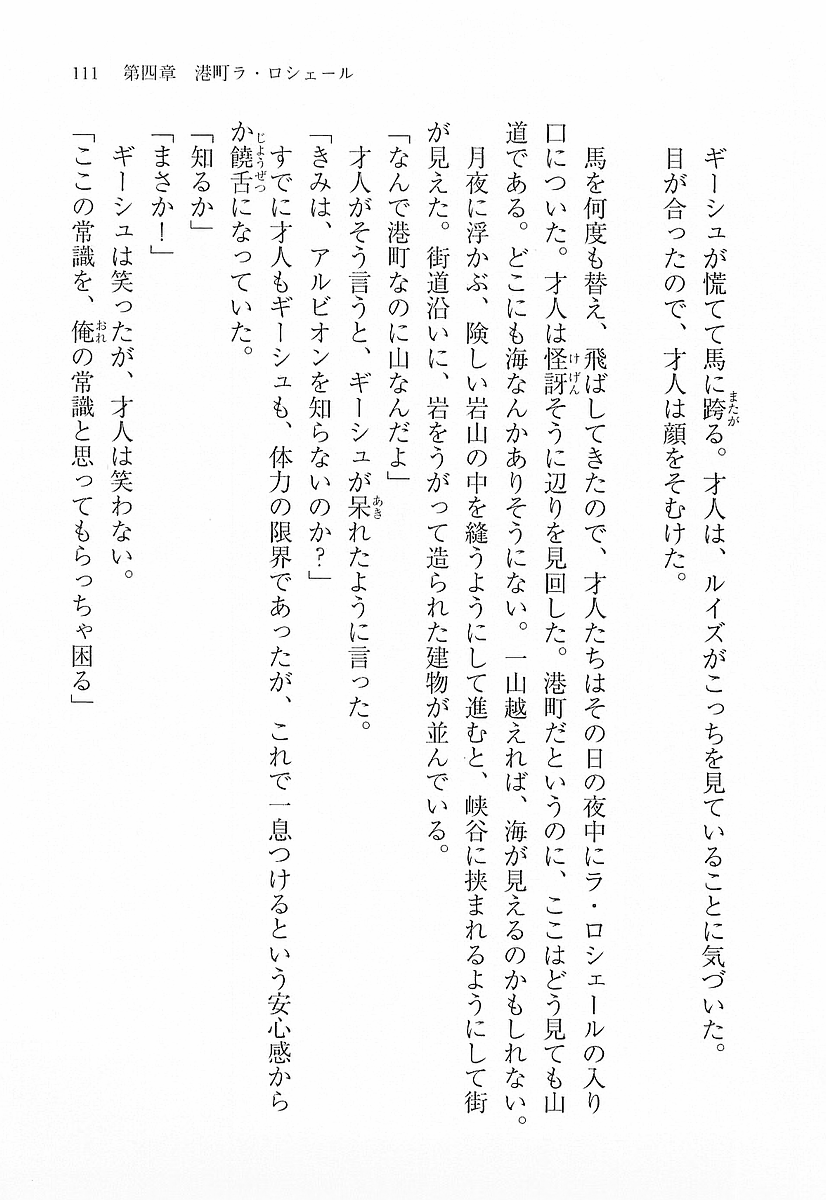 111　第四章　港町ラ・ロシェール
　ギーシュが慌てて馬に跨る。才人は、ルイズがこっちを見ていることに気づいた。
　目が合ったので、才人は顔をそむけた。
　馬を何度も替え、飛ばしてきたので、才人たちはその日の夜中にラ・ロシェールの入り
口についた。才人は怪訝そうに辺りを見回した。港町だというのに、ここはどう見ても山
道である。どこにも海なんかありそうにない。一山越えれば、海が見えるのかもしれない。
　月夜に浮かぶ、険しい岩山の中を縫うようにして進むと、峡谷に挟まれるようにして街
が見えた。街道沿いに、岩をうがって造られた建物が並んでいる。
「なんで港町なのに山なんだよ」
　才人がそう言うと、ギーシュが呆れたように言った。
「きみは、アルビオンを知らないのか？」
　すでに才人もギーシュも、体力の限界であったが、これで一息つけるという安心感から
か饒舌になっていた。
「知るか」
「まさか！」
　ギーシュは笑ったが、才人は笑わない。
「ここの常識を、俺の常識と思ってもらっちゃ困る」